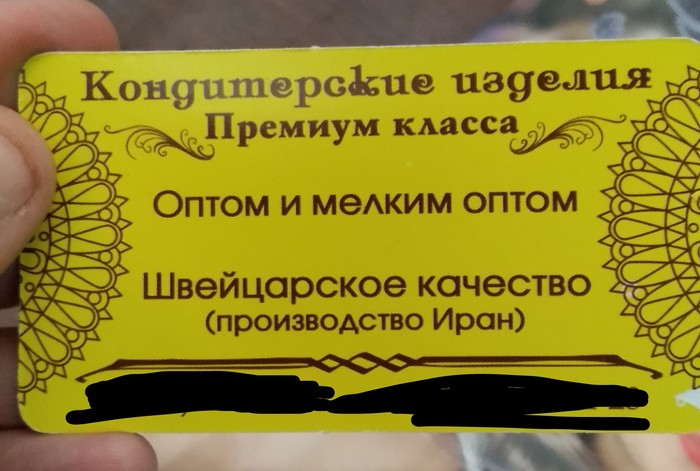 Кондитерские изделия
Премиум класса
Оптом и мелким оптом
Швейцарское качество
(производство Иран)